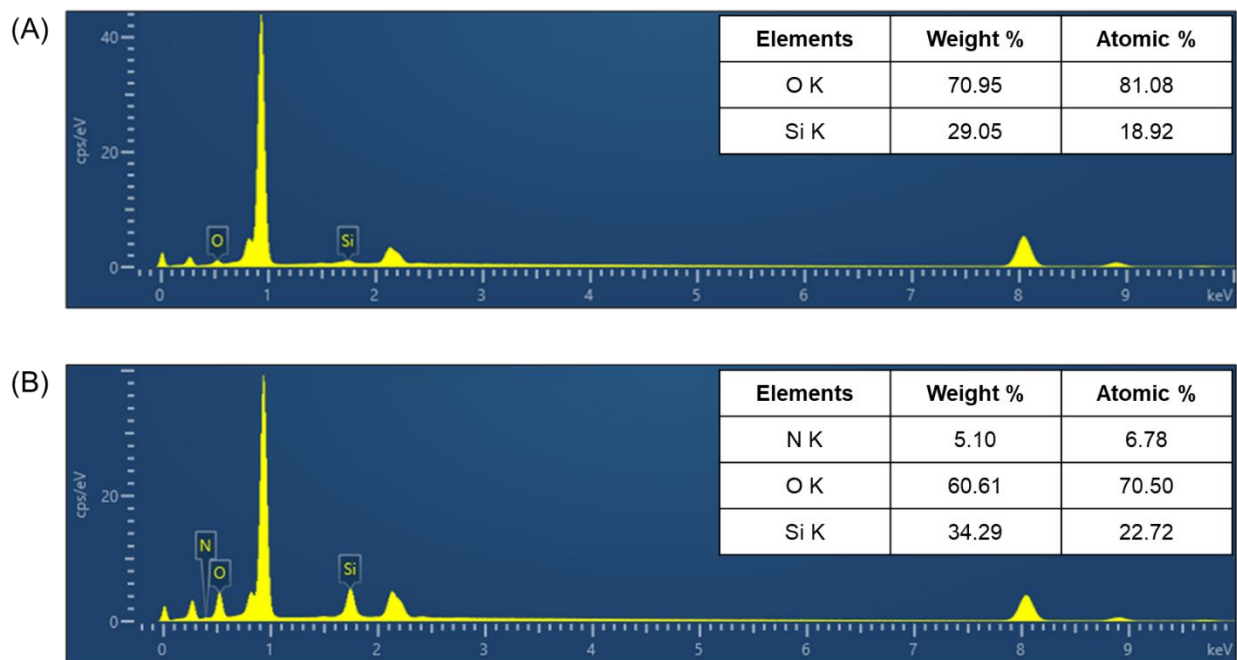 (A)
Elements Weight % Atomic %
O K 70.95 81.08
Si K 29.05 18.92
40
20
0
cps/eV
O
Si
0 1 2 3 4 5 6 7 8 9 keV
(B)
Elements Weight % Atomic %
N K 5.10 6.78
O K 60.61 70.50
Si K 34.29 22.72
20
0
cps/eV
N
O
Si
0 1 2 3 4 5 6 7 8 9 keV